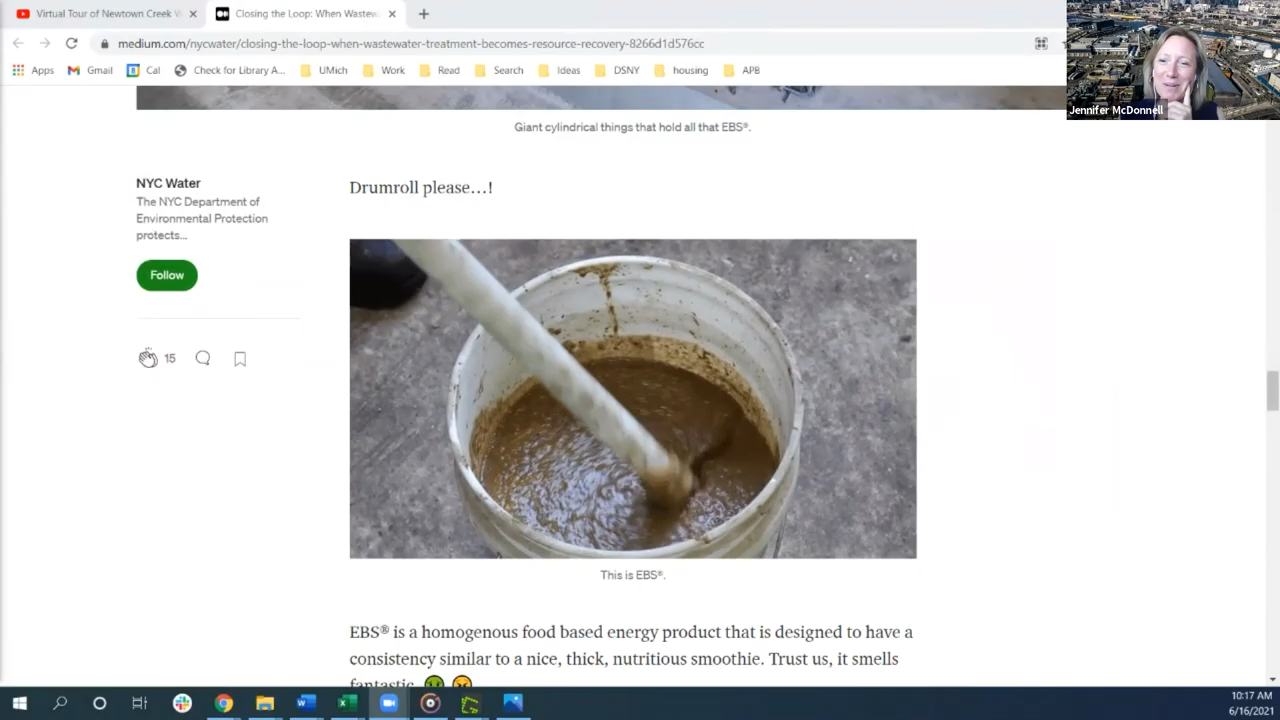 Virtual Tour of Newtown Creek W
Closing the Loop: When Wastewa
medium.com/nycwater/closing-the-loop-when-wastewater-treatment-becomes-resource-recovery-8266d1d576cc
Apps
Gmail
Cal
Check for Library A...
UMich
Work
Read
Search
Ideas
DSNY
housing
APB
Jennifer McDonnell
Giant cylindrical things that hold all that EBS®.
NYC Water
The NYC Department of
Environmental Protection
protects...
Follow
15
Drumroll please…!
This is EBS®.
EBS® is a homogenous food based energy product that is designed to have a
consistency similar to a nice, thick, nutritious smoothie. Trust us, it smells
fantastic.
10:17 AM
6/16/2021